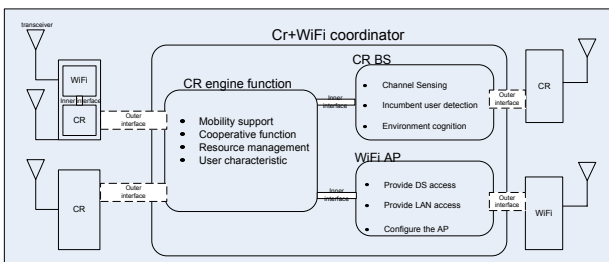 transceiver
Cr+WiFi coordinator
WiFi
Inner interface
CR
Outer
interface
CR
Outer
interface
CR engine function
• Mobility support
• Cooperative function
• Resource management
• User characteristic
Inner
interface
Inner
interface
CR BS
• Channel Sensing
• Incumbent user detection
• Environment cognition
WiFi AP
• Provide DS access
• Provide LAN access
• Configure the AP
Outer
interface
CR
Outer
interface
WiFi